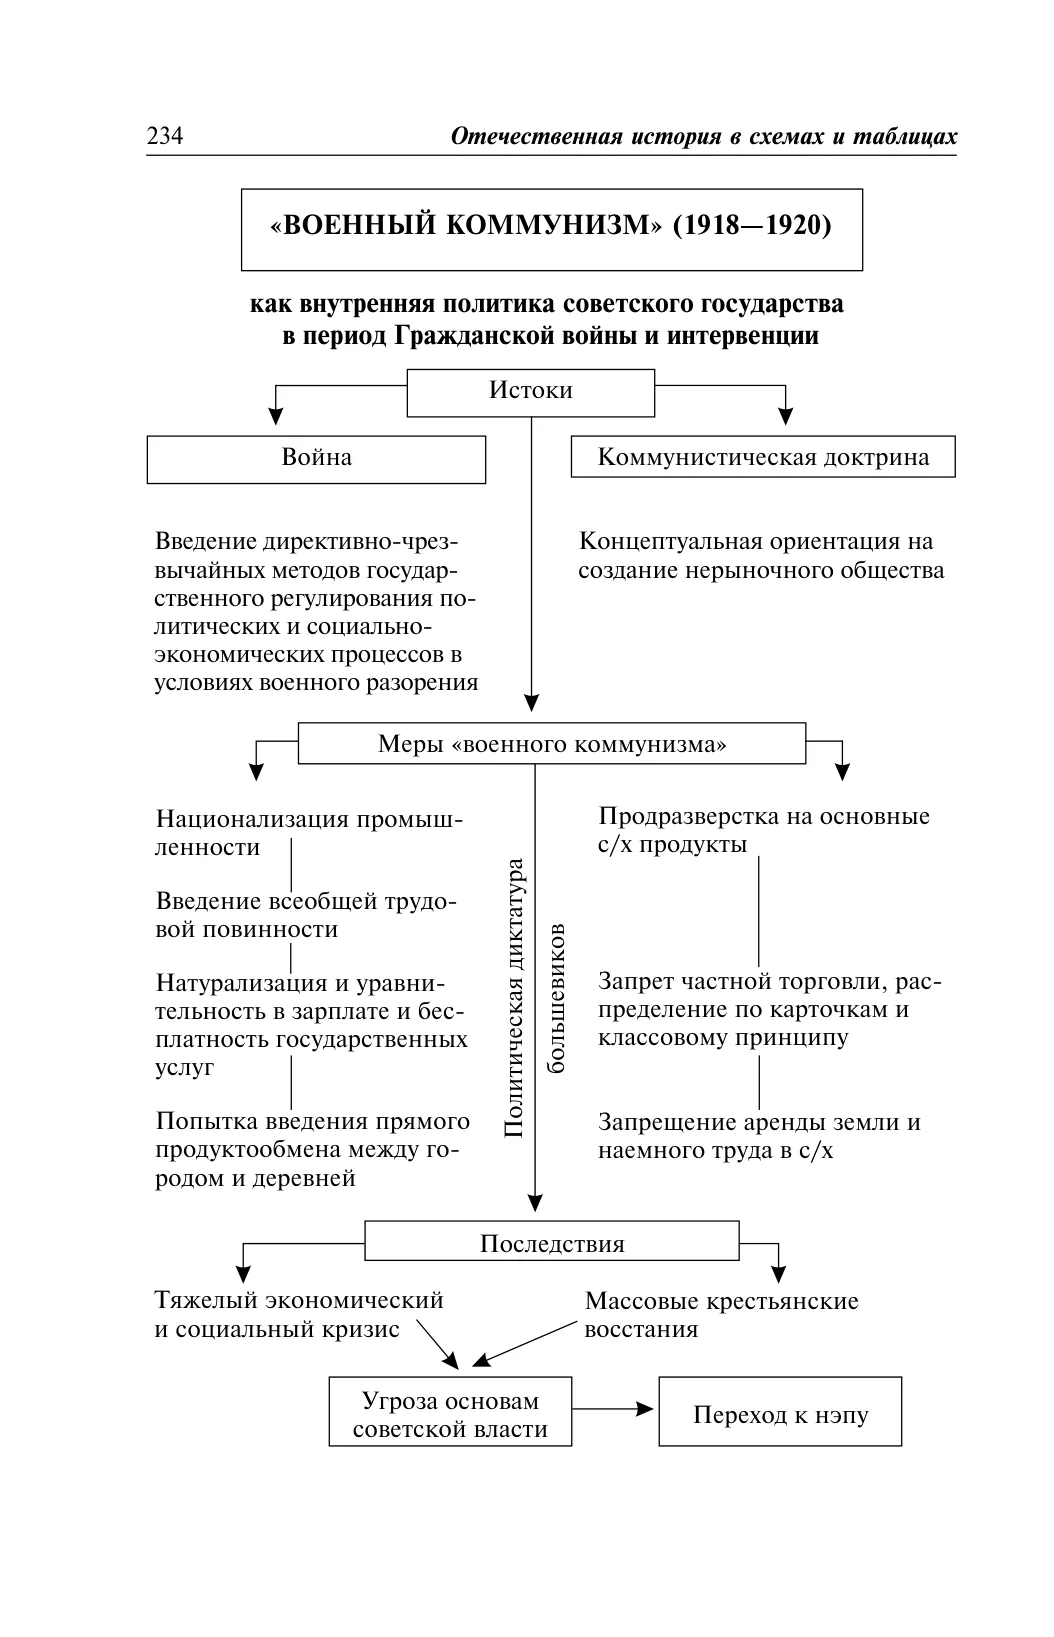 234
Отечественная история в схемах и таблицах
«ВОЕННЫЙ КОММУНИЗМ» (1918—1920)
как внутренняя политика советского государства
в период Гражданской войны и интервенции
Истоки
Война
Коммунистическая доктрина
Введение директивно-чрез-
вычайных методов государ-
ственного регулирования по-
литических и социально-
экономических процессов в
условиях военного разорения
Концептуальная ориентация на
создание нерыночного общества
Меры «военного коммунизма»
Национализация промыш-
ленности
Введение всеобщей трудо-
вой повинности
Натурализация и уравни-
тельность в зарплате и бес-
платность государственных
услуг
Попытка введения прямого
продуктообмена между го-
родом и деревней
Политическая диктатура
большевиков
Продразверстка на основные
с/х продукты
Запрет частной торговли, рас-
пределение по карточкам и
классовому принципу
Запрещение аренды земли и
наемного труда в с/х
Последствия
Тяжелый экономический
и социальный кризис
Массовые крестьянские
восстания
Угроза основам
советской власти
Переход к нэпу